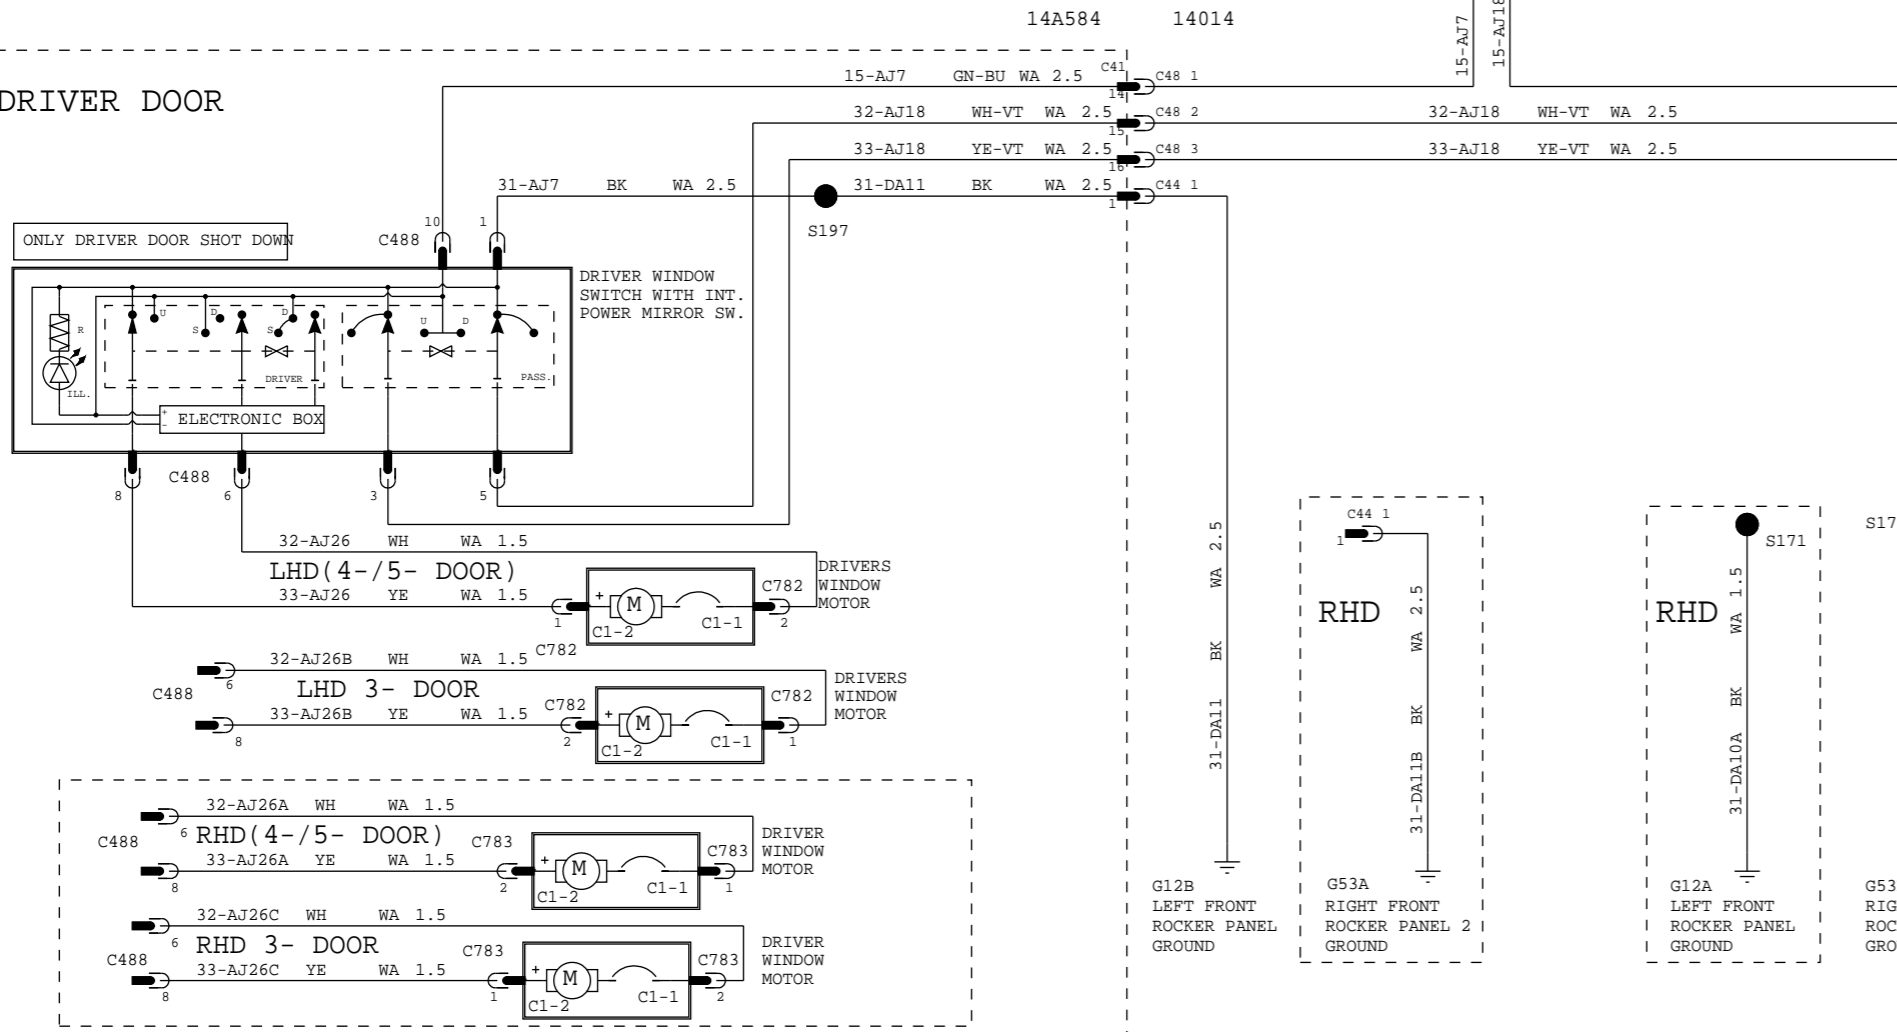 14A584 14014
15-AJ7
15-AJ18
DRIVER DOOR
15-AJ7 GN-BU WA 2.5 C41 C48 1
14
32-AJ18 WH-VT WA 2.5 C48 2 32-AJ18 WH-VT WA 2.5
15
33-AJ18 YE-VT WA 2.5 C48 3 33-AJ18 YE-VT WA 2.5
16
31-AJ7 BK WA 2.5 31-DA11 BK WA 2.5 C44 1
1
S197
ONLY DRIVER DOOR SHOT DOWN
C488 10 1
DRIVER WINDOW
SWITCH WITH INT.
POWER MIRROR SW.
R U S D S D U D
ILL. DRIVER PASS.
+ ELECTRONIC BOX
-
8 C488 6 3 5
32-AJ26 WH WA 1.5
LHD(4-/5- DOOR)
33-AJ26 YE WA 1.5
1 + M C1-2 C1-1 C782 2
C782
DRIVERS
WINDOW
MOTOR
32-AJ26B WH WA 1.5
6
C488 LHD 3- DOOR
33-AJ26B YE WA 1.5
8
C782 2 + M C1-2 C1-1 C782 1
DRIVERS
WINDOW
MOTOR
32-AJ26A WH WA 1.5
C488 6 RHD(4-/5- DOOR)
33-AJ26A YE WA 1.5
8
C783 2 + M C1-2 C1-1 C783 1
DRIVER
WINDOW
MOTOR
32-AJ26C WH WA 1.5
6 RHD 3- DOOR
C488
33-AJ26C YE WA 1.5
8
C783 1 + M C1-2 C1-1 C783 2
DRIVER
WINDOW
MOTOR
31-DA11 BK WA 2.5
G12B
LEFT FRONT
ROCKER PANEL
GROUND
C44 1
1
RHD
31-DA11B BK WA 2.5
G53A
RIGHT FRONT
ROCKER PANEL 2
GROUND
S171
RHD
31-DA10A BK WA 1.5
G12A
LEFT FRONT
ROCKER PANEL
GROUND
S17
G53
RIG
ROC
GRO